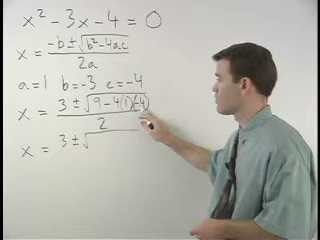 x² - 3x - 4 = 0
x = (-b ± √(b² - 4ac)) / 2a
a = 1 b = -3 c = -4
x = (3 ± √(9 - 4(1)(-4))) / 2
x = 3 ± √